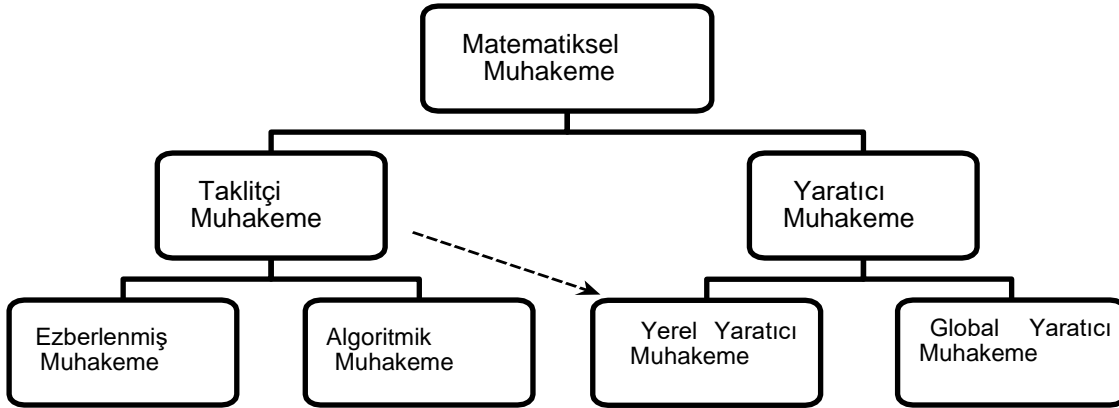 Matematiksel
Muhakeme
Taklitçi
Muhakeme
Yaratıcı
Muhakeme
Ezberlenmiş
Muhakeme
Algoritmik
Muhakeme
Yerel Yaratıcı
Muhakeme
Global Yaratıcı
Muhakeme